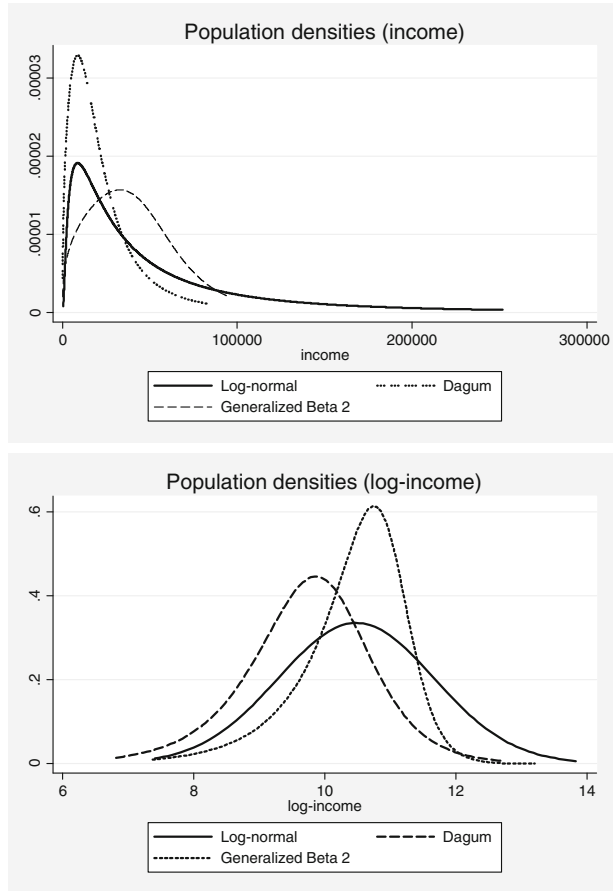 Population densities (income)
.00003
.00002
.00001
0
0 100000 200000 300000
income
Log-normal Dagum
Generalized Beta 2
Population densities (log-income)
.6
.4
.2
0
6 8 10 12 14
log-income
Log-normal Dagum
Generalized Beta 2